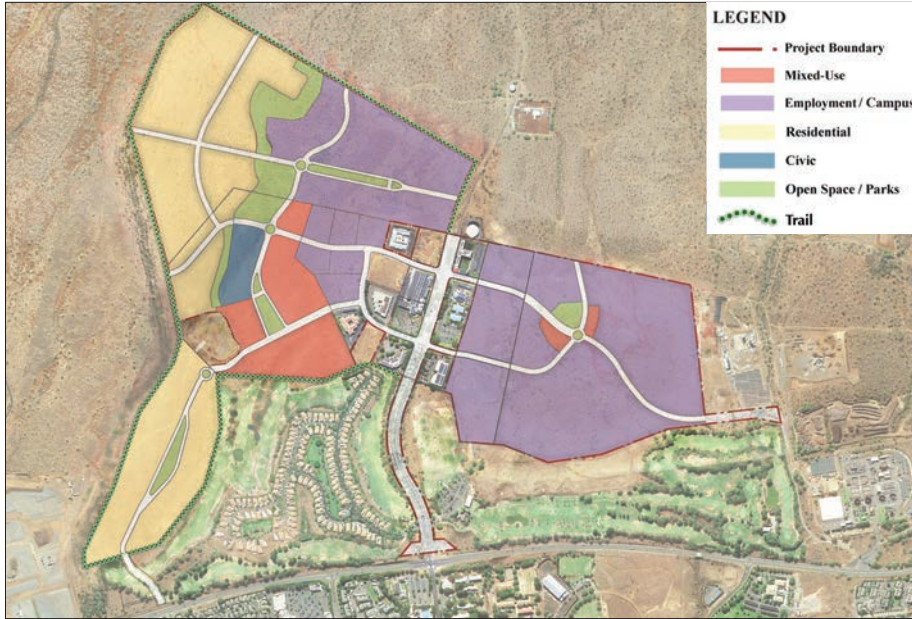 LEGEND
Project Boundary
Mixed-Use
Employment / Campus
Residential
Civic
Open Space / Parks
Trail